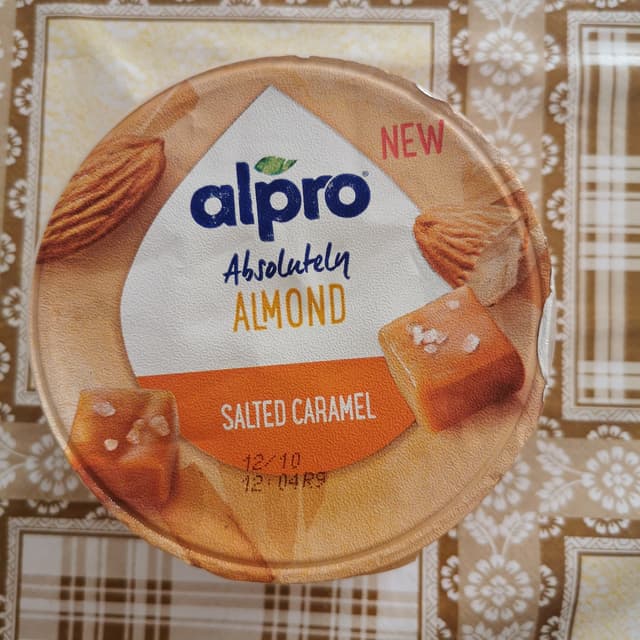 NEW
alpro®
Absolutely
ALMOND
SALTED CARAMEL
12/10
12:04R9